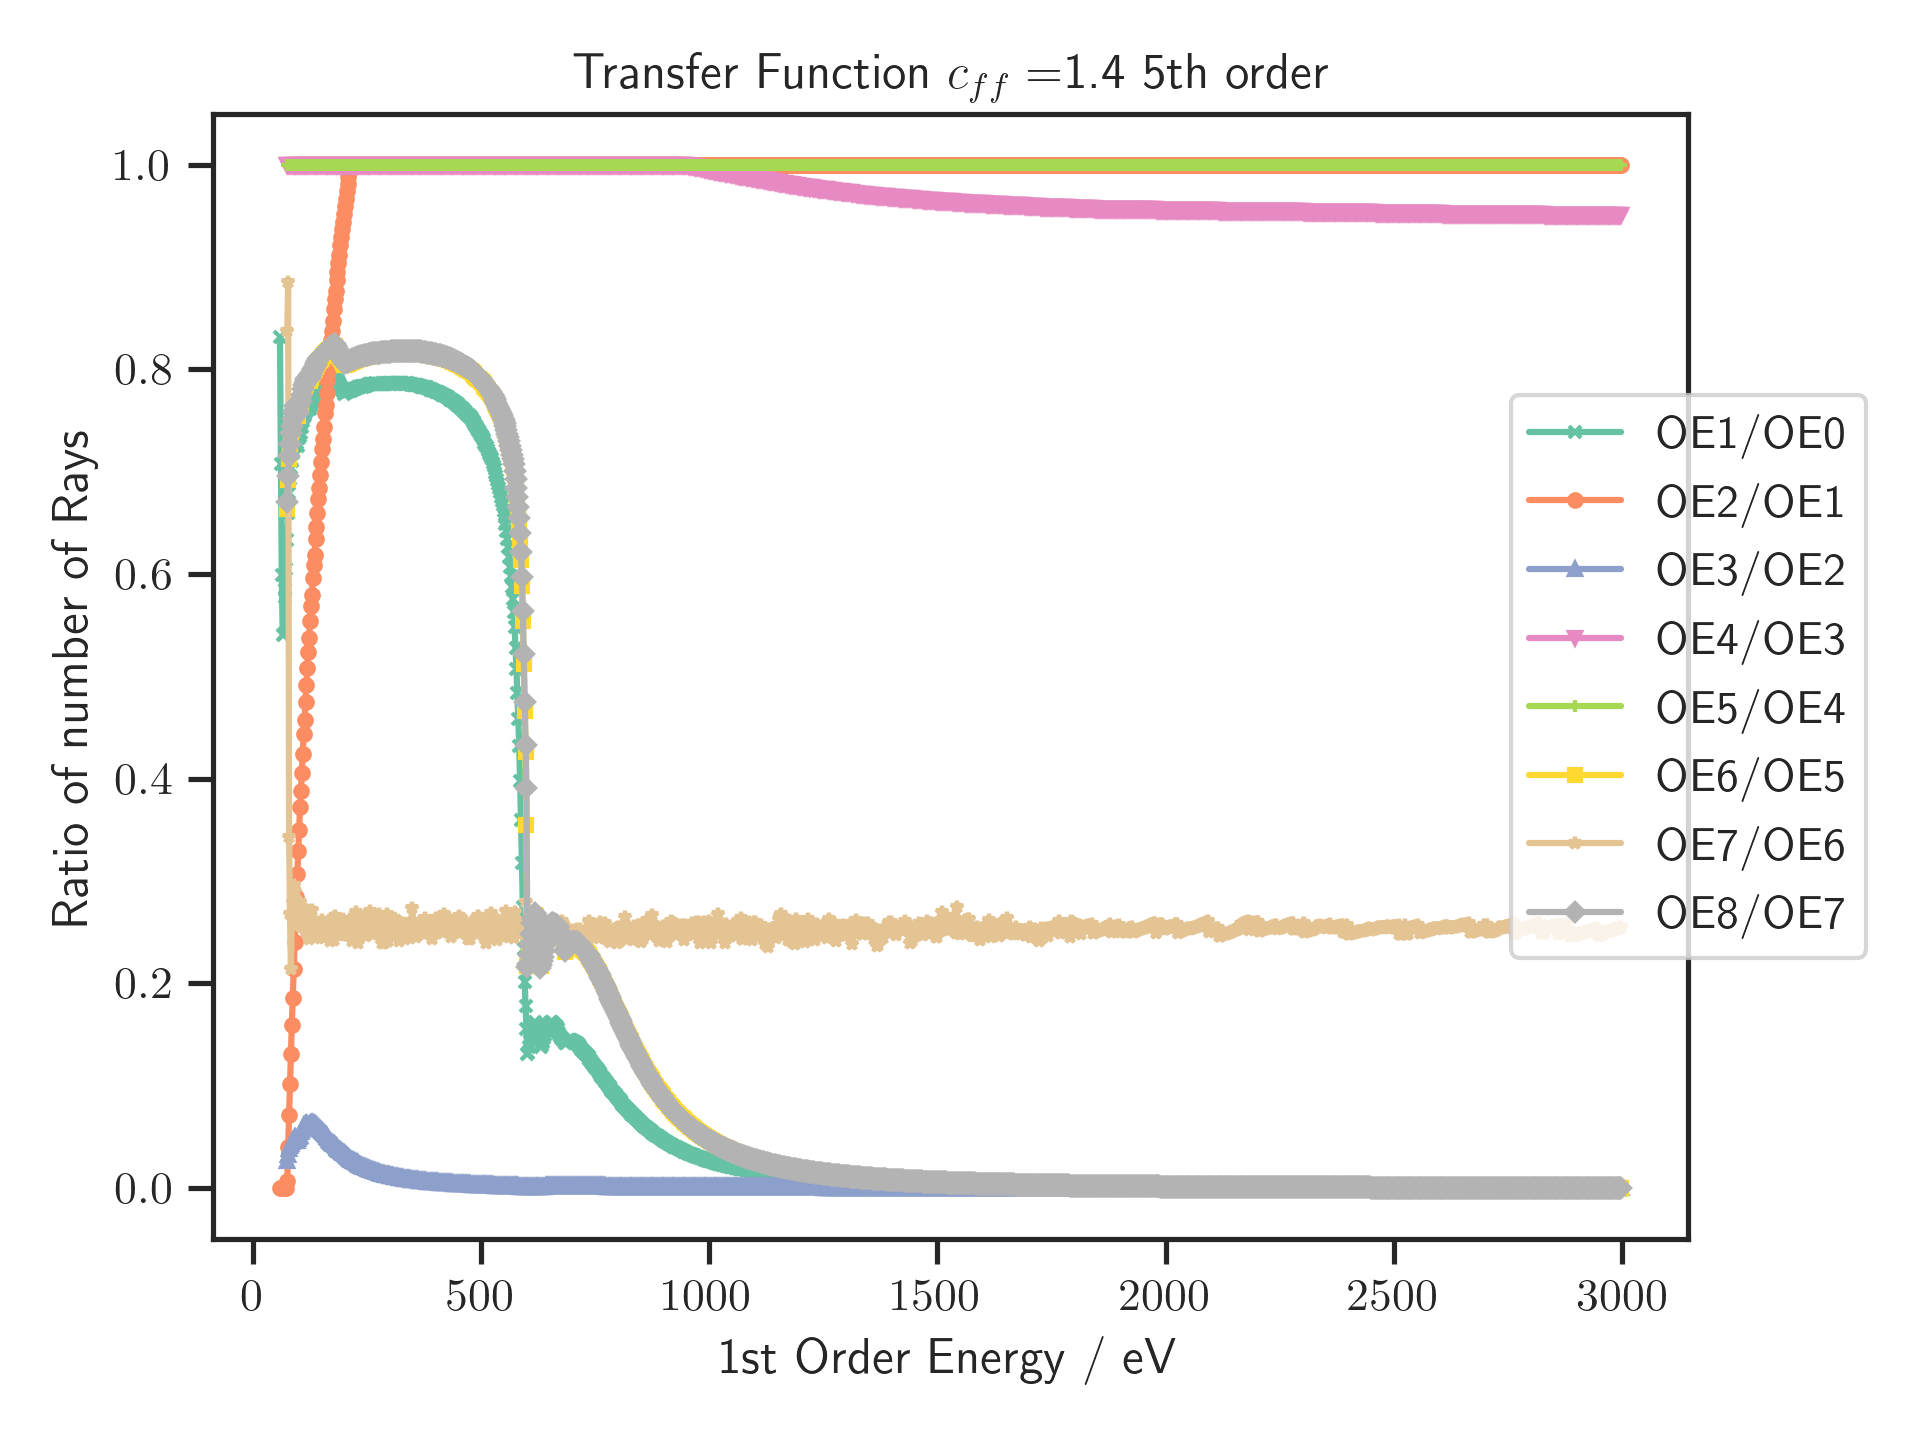 Transfer Function c_ff =1.4 5th order
Ratio of number of Rays
1.0
0.8
0.6
0.4
0.2
0.0
0 500 1000 1500 2000 2500 3000
1st Order Energy / eV
OE1/OE0
OE2/OE1
OE3/OE2
OE4/OE3
OE5/OE4
OE6/OE5
OE7/OE6
OE8/OE7